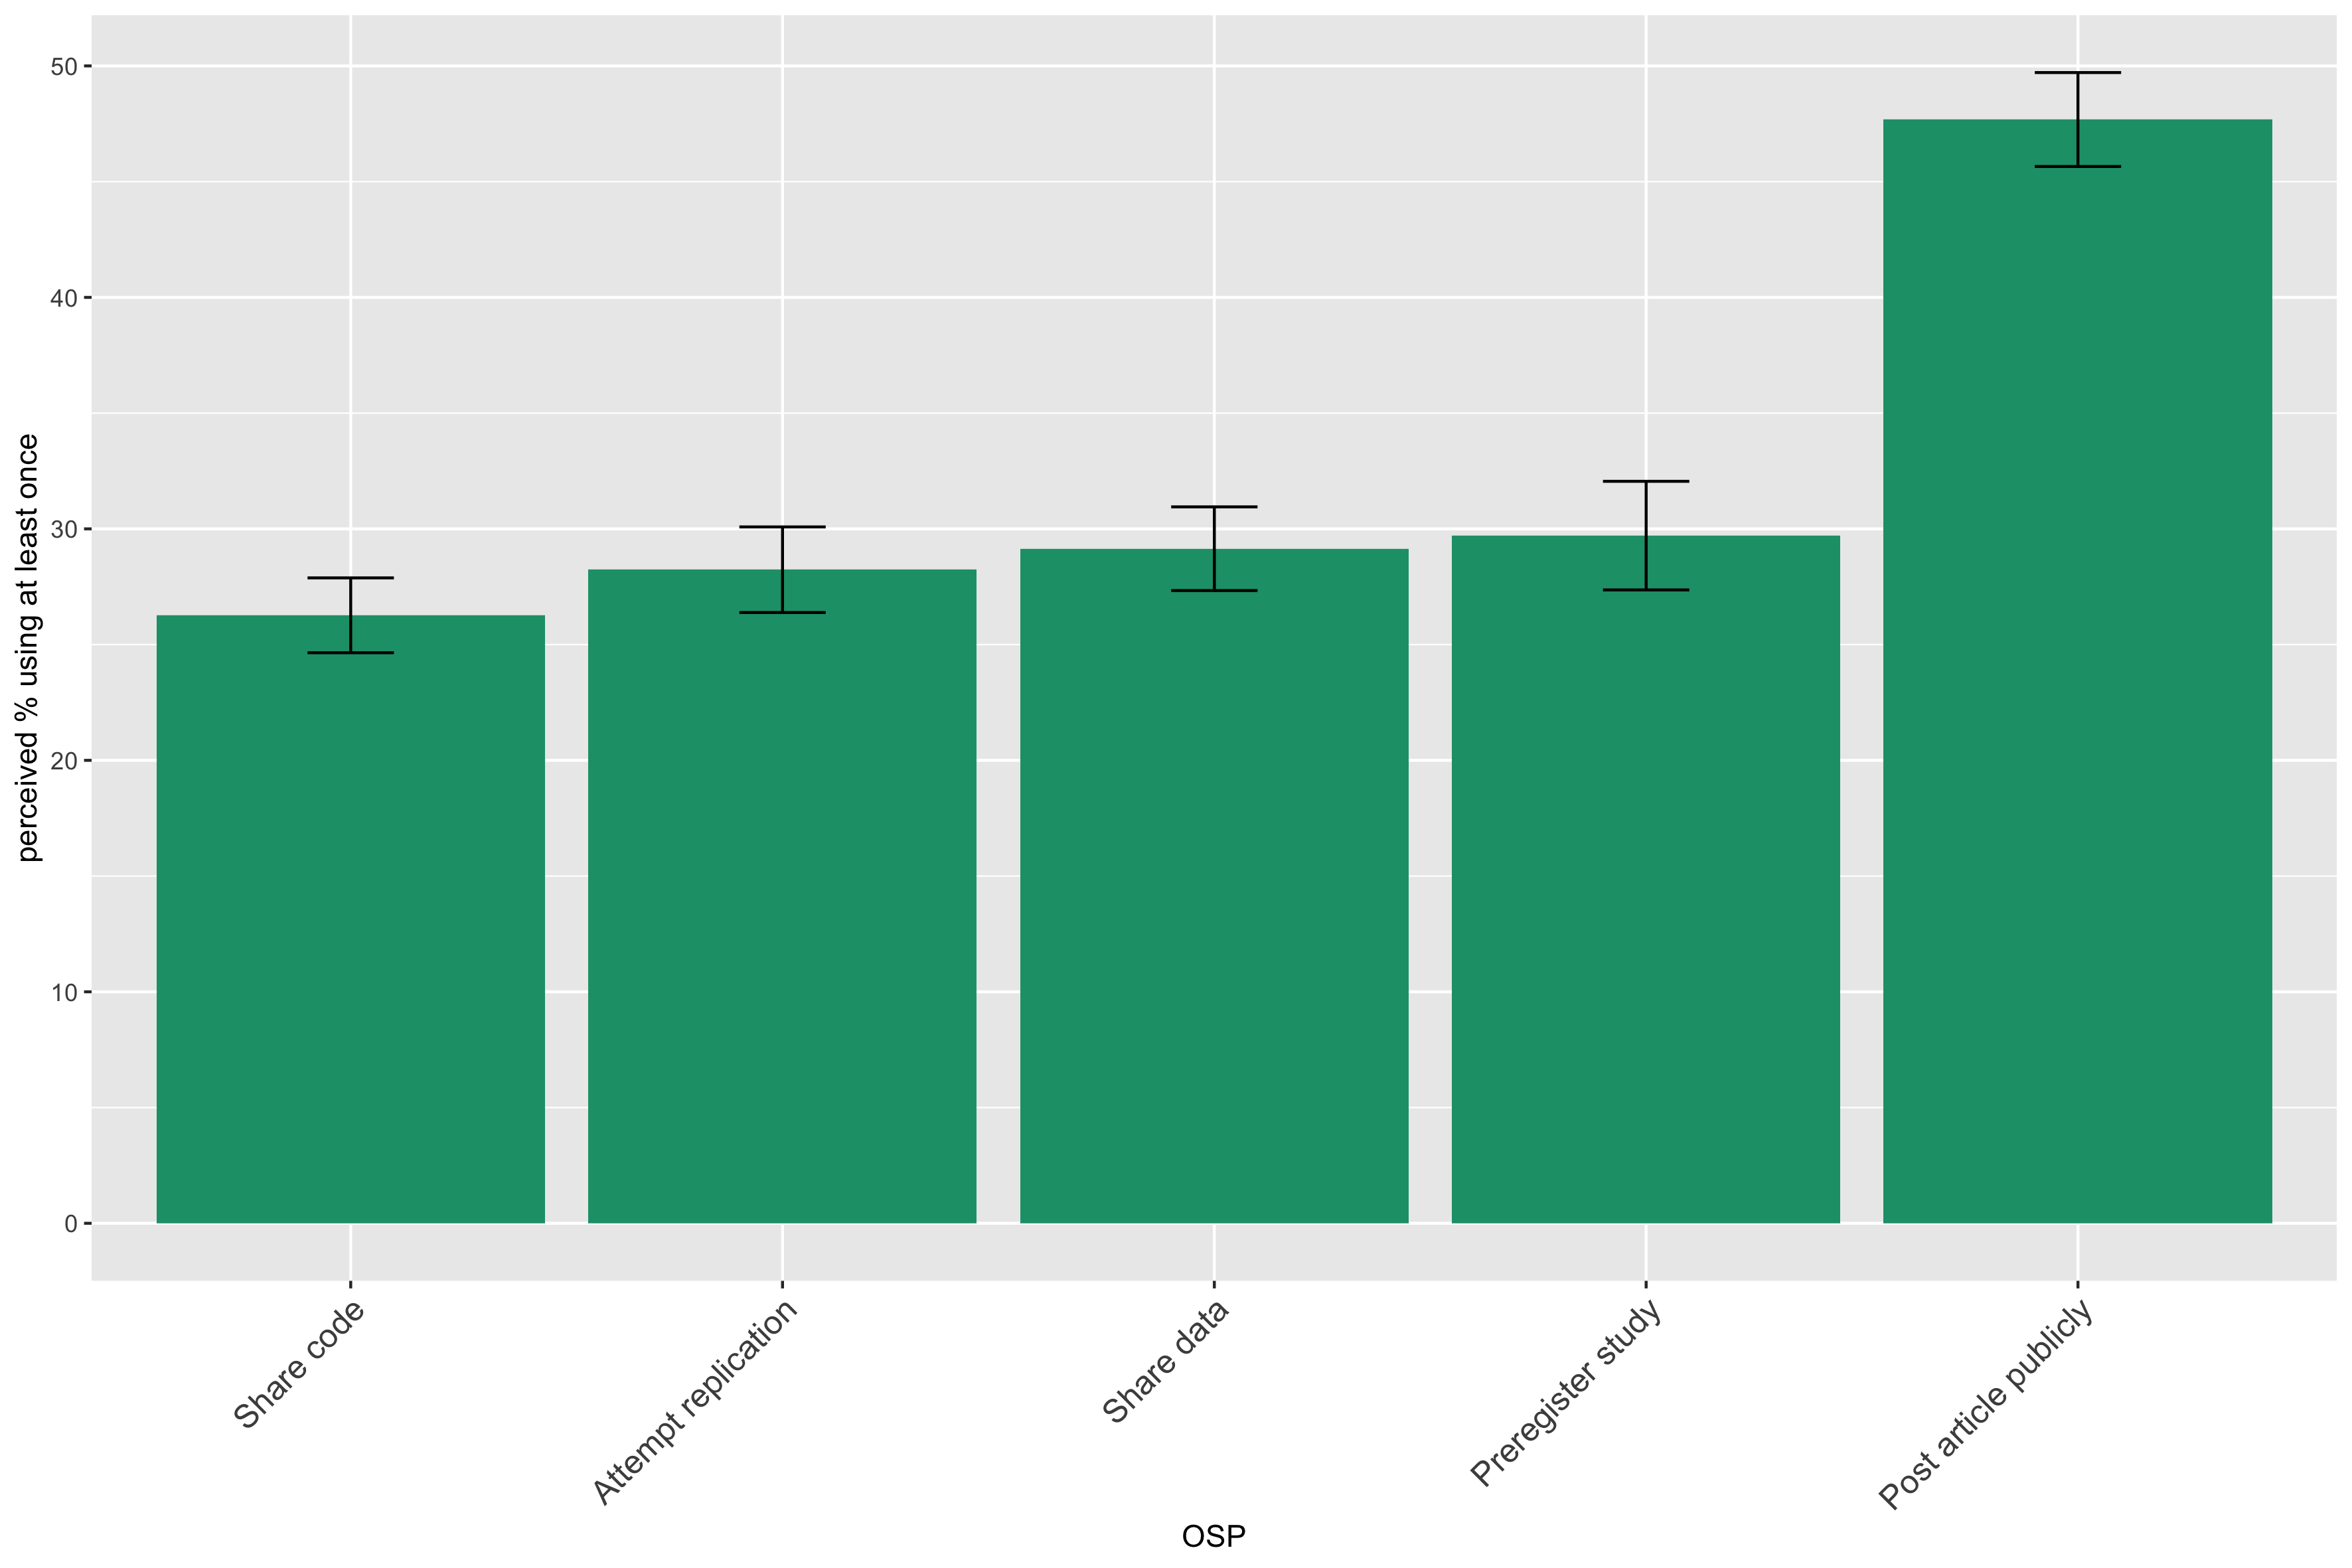 perceived % using at least once
50
40
30
20
10
0
Share code
Attempt replication
Share data
Preregister study
Post article publicly
OSP